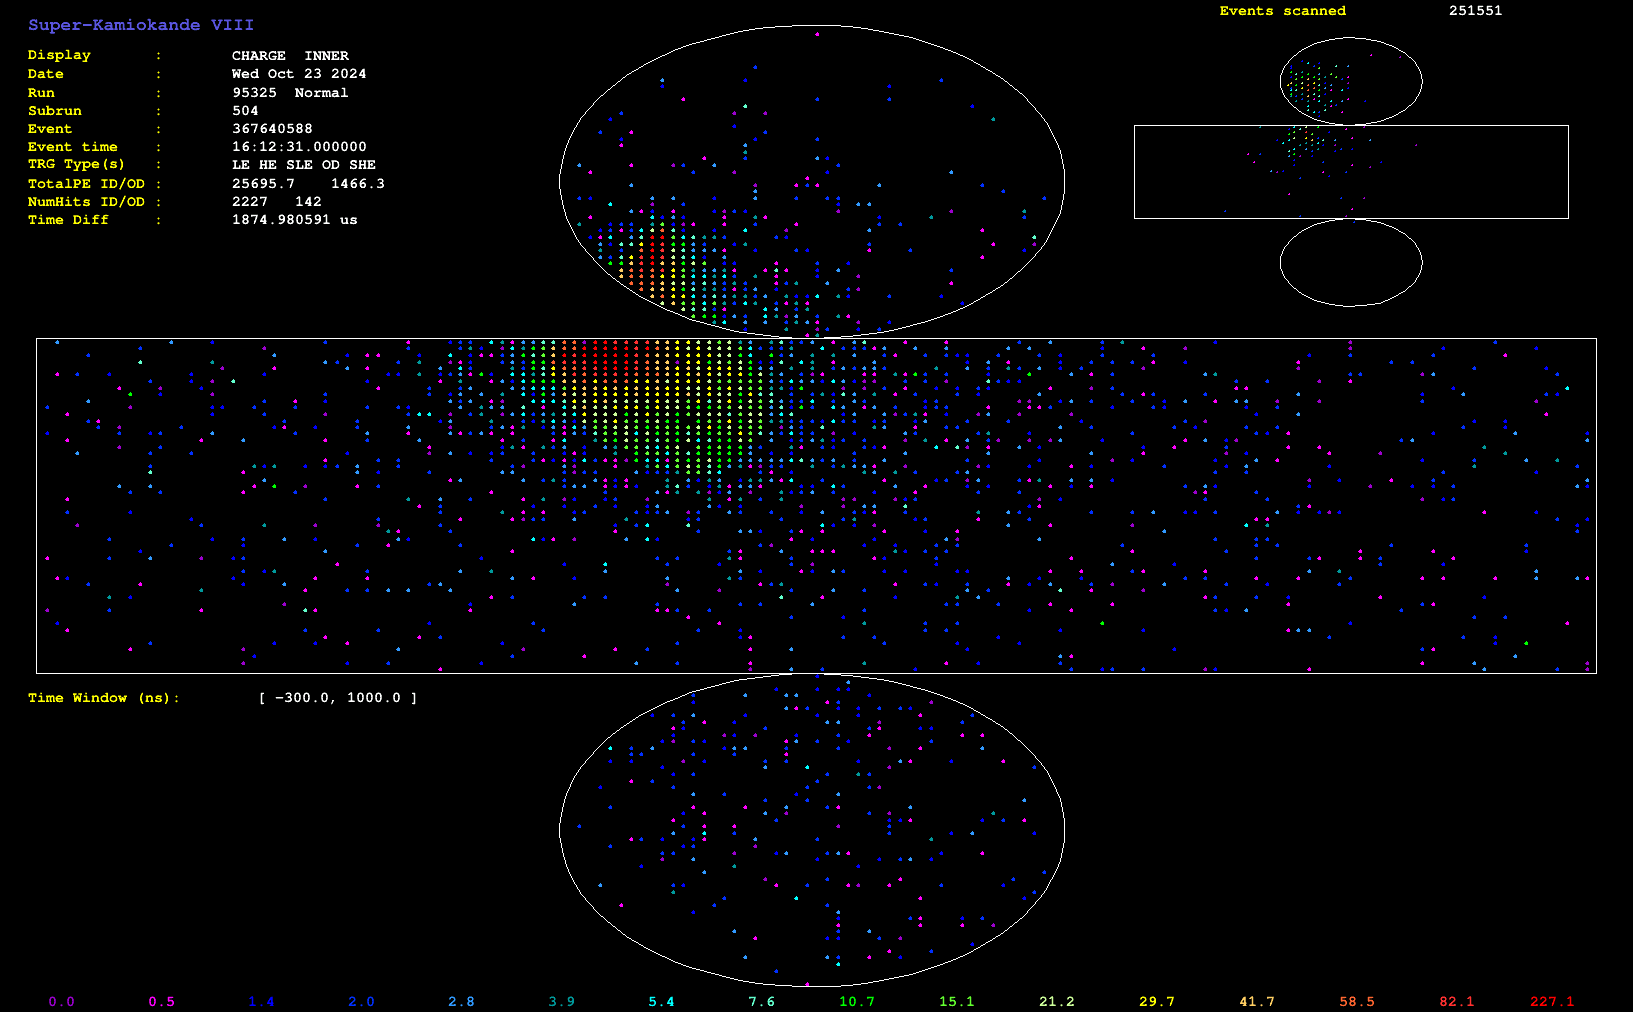 Super-Kamiokande VIII
Events scanned 251551
Display : CHARGE INNER
Date : Wed Oct 23 2024
Run : 95325 Normal
Subrun : 504
Event : 367640588
Event time : 16:12:31.000000
TRG Type(s) : LE HE SLE OD SHE
TotalPE ID/OD : 25695.7 1466.3
NumHits ID/OD : 2227 142
Time Diff : 1874.980591 us
Time Window (ns): [ -300.0, 1000.0 ]
0.0 0.5 1.4 2.0 2.8 3.9 5.4 7.6 10.7 15.1 21.2 29.7 41.7 58.5 82.1 227.1